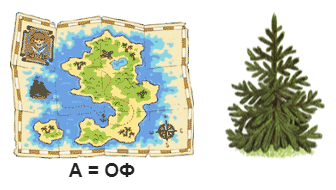 А = ОФ